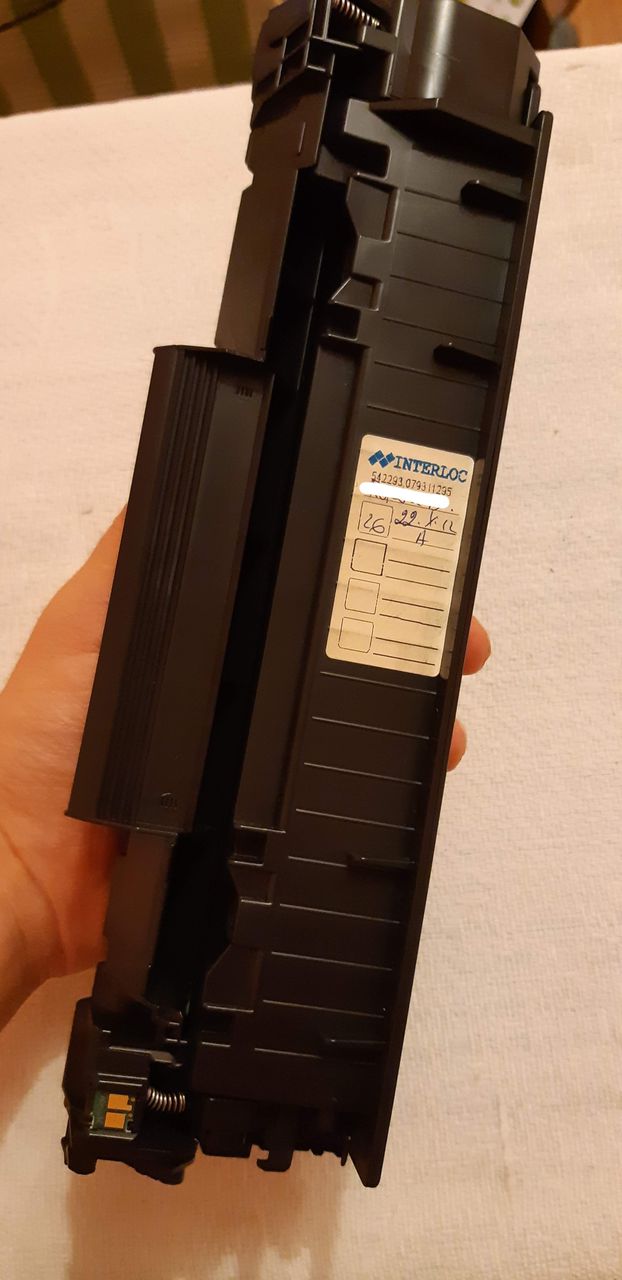 INTERLOC
542293,079311295
26 22. X. 12
A